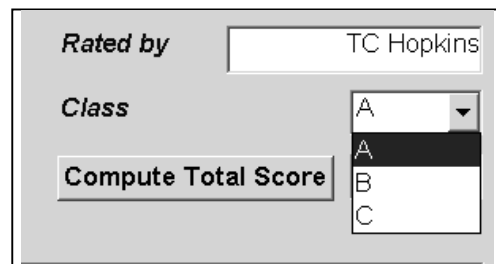 Rated by TC Hopkins
Class A
A
Compute Total Score B
C